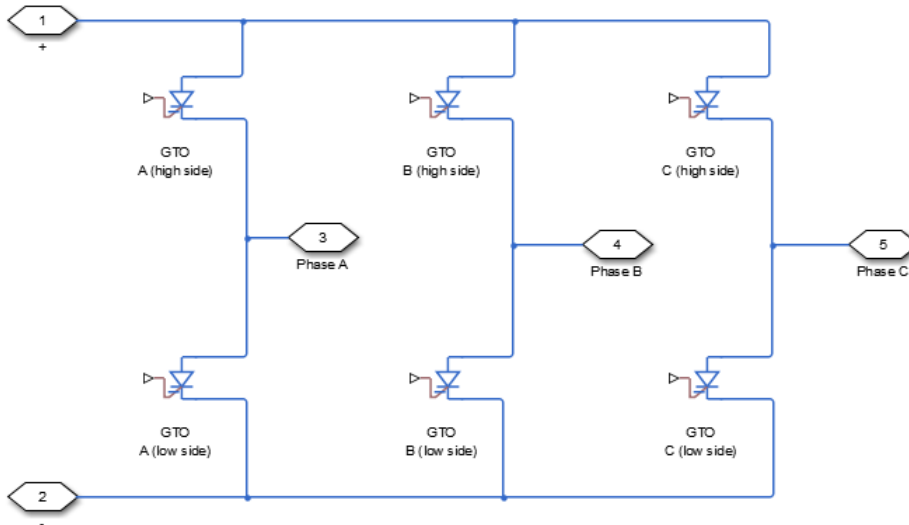 1
+
GTO
A (high side)
GTO
B (high side)
GTO
C (high side)
3
Phase A
4
Phase B
5
Phase C
GTO
A (low side)
GTO
B (low side)
GTO
C (low side)
2
-